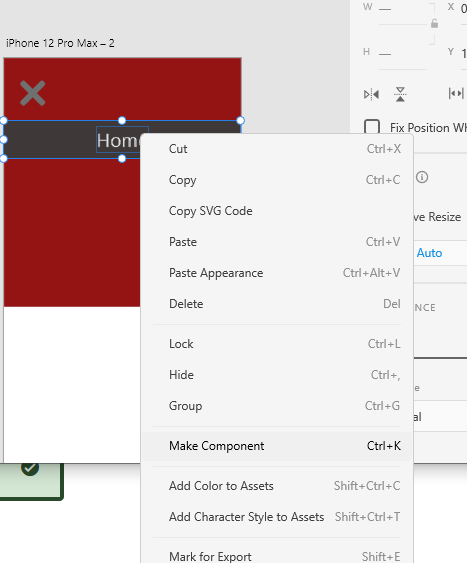 W —
X 0
iPhone 12 Pro Max – 2
H —
Y 1
Fix Position Wh
Home
Cut Ctrl+X
Copy Ctrl+C
Copy SVG Code
ve Resize
Paste Ctrl+V
Auto
Paste Appearance Ctrl+Alt+V
Delete Del
NCE
Lock Ctrl+L
Hide Ctrl+,
Group Ctrl+G
al
Make Component Ctrl+K
Add Color to Assets Shift+Ctrl+C
Add Character Style to Assets Shift+Ctrl+T
Mark for Export Shift+E